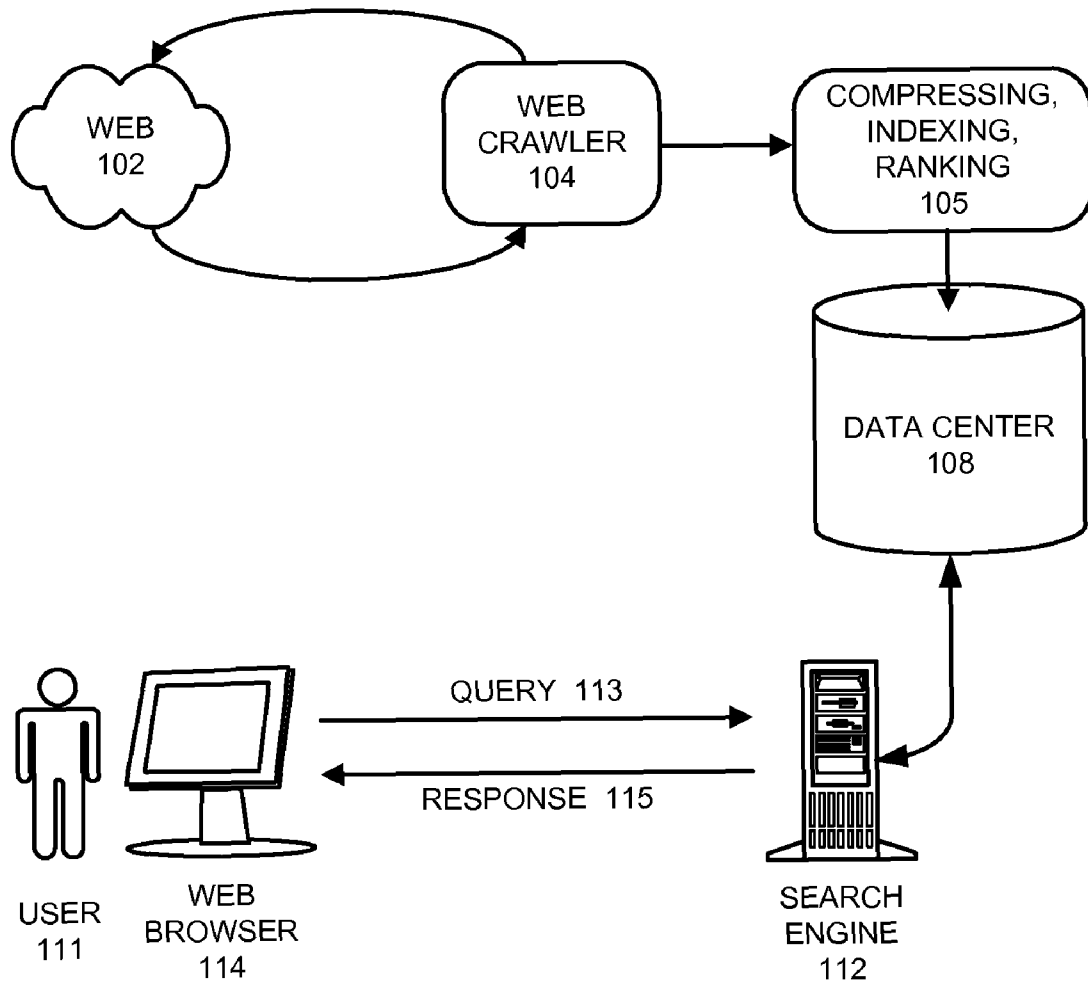 WEB
102
WEB
CRAWLER
104
COMPRESSING,
INDEXING,
RANKING
105
DATA CENTER
108
QUERY 113
RESPONSE 115
USER
111
WEB
BROWSER
114
SEARCH
ENGINE
112